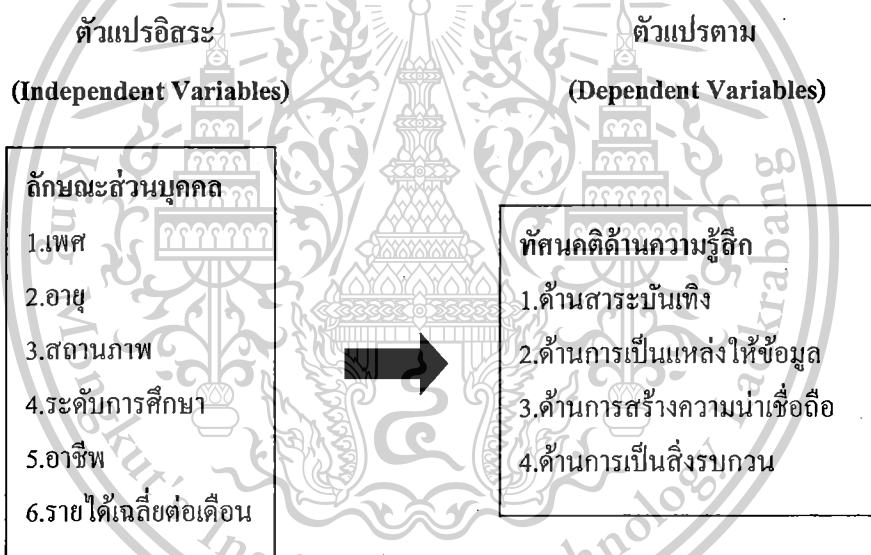 ตัวแปรอิสระ
(Independent Variables)
ลักษณะส่วนบุคคล
1.เพศ
2.อายุ
3.สถานภาพ
4.ระดับการศึกษา
5.อาชีพ
6.รายได้เฉลี่ยต่อเดือน
ตัวแปรตาม
(Dependent Variables)
ทัศนคติด้านความรู้สึก
1.ด้านสาระบันเทิง
2.ด้านการเป็นแหล่งให้ข้อมูล
3.ด้านการสร้างความน่าเชื่อถือ
4.ด้านการเป็นสิ่งรบกวน